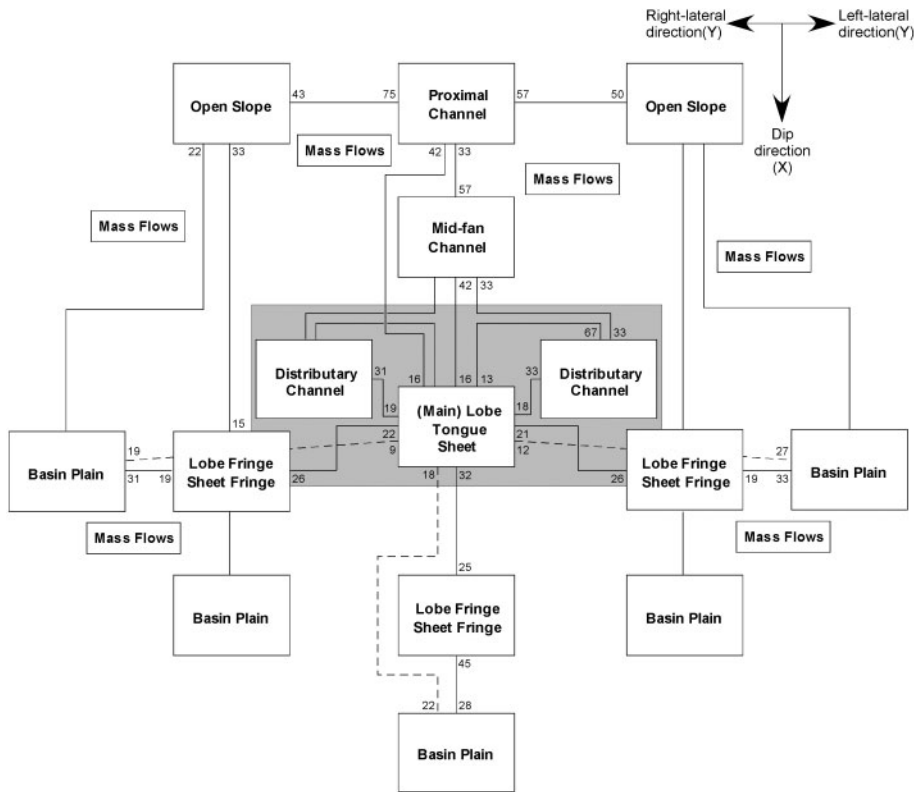 Right-lateral
direction(Y)
Left-lateral
direction(Y)
Dip
direction
(X)
Open Slope
43
75
Proximal
Channel
57
50
Open Slope
22
33
Mass Flows
42
33
Mass Flows
57
Mass Flows
Mid-fan
Channel
Mass Flows
42
33
67
33
Distributary
Channel
31
16
16
13
33
Distributary
Channel
19
(Main) Lobe
Tongue
Sheet
18
15
22
9
21
12
19
27
Basin Plain
31
19
Lobe Fringe
Sheet Fringe
26
18
32
26
Lobe Fringe
Sheet Fringe
19
33
Basin Plain
Mass Flows
Mass Flows
25
Basin Plain
Lobe Fringe
Sheet Fringe
Basin Plain
45
22
28
Basin Plain